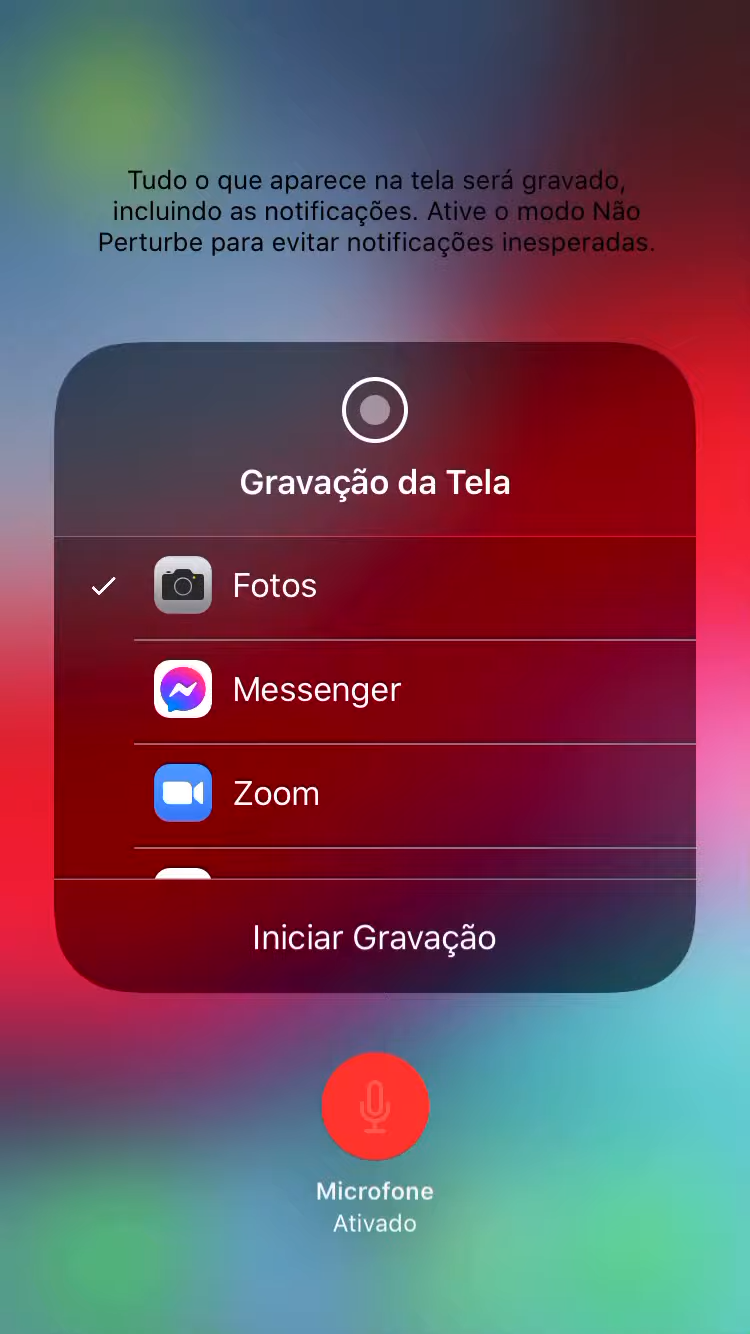 Tudo o que aparece na tela será gravado,
incluindo as notificações. Ative o modo Não
Perturbe para evitar notificações inesperadas.
Gravação da Tela
Fotos
Messenger
Zoom
Iniciar Gravação
Microfone
Ativado